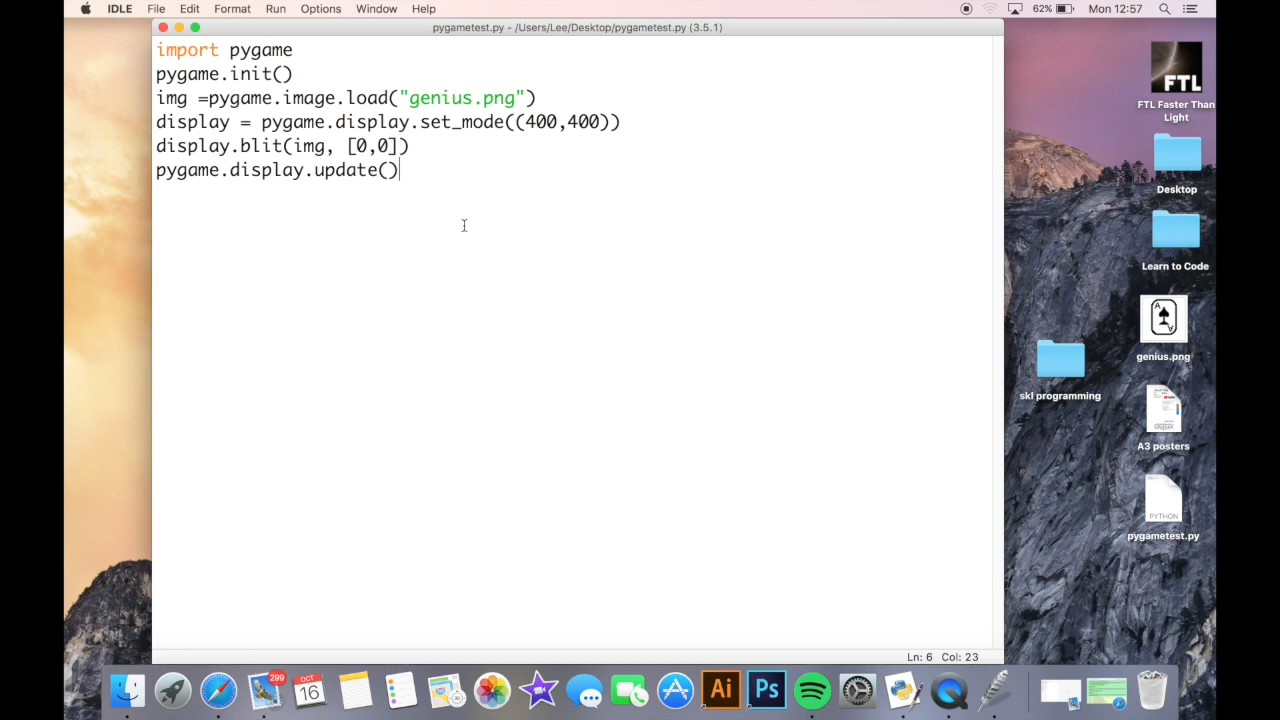 IDLE File Edit Format Run Options Window Help 62% Mon 12:57
pygametest.py - /Users/Lee/Desktop/pygametest.py (3.5.1)
import pygame
pygame.init()
img =pygame.image.load("genius.png")
display = pygame.display.set_mode((400,400))
display.blit(img, [0,0])
pygame.display.update()
Ln: 6 Col: 23
FTL
FTL Faster Than
Light
Desktop
Learn to Code
A
A
genius.png
skl programming
A3 posters
PYTHON
pygametest.py
299
OCT
16
Ai
Ps